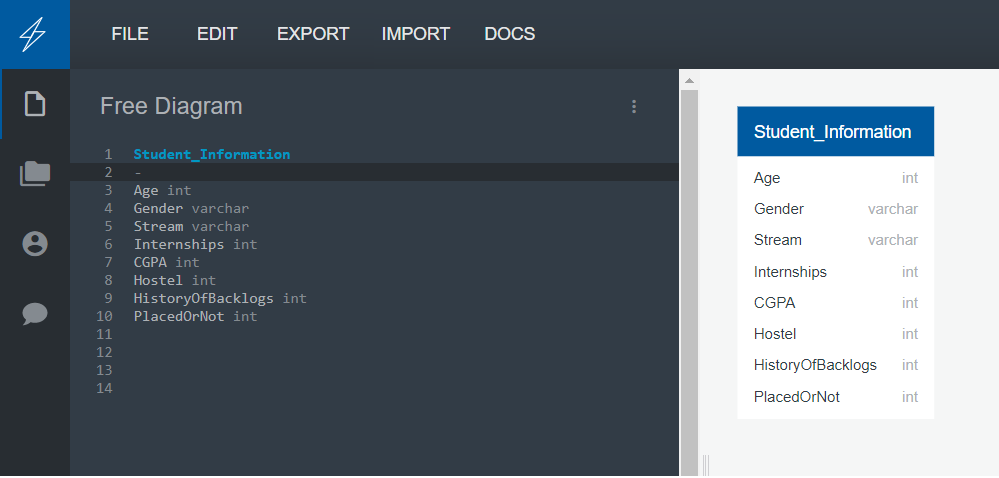 FILE EDIT EXPORT IMPORT DOCS
Free Diagram
1 Student_Information
2 -
3 Age int
4 Gender varchar
5 Stream varchar
6 Internships int
7 CGPA int
8 Hostel int
9 HistoryOfBacklogs int
10 PlacedOrNot int
11
12
13
14
Student_Information
Age int
Gender varchar
Stream varchar
Internships int
CGPA int
Hostel int
HistoryOfBacklogs int
PlacedOrNot int